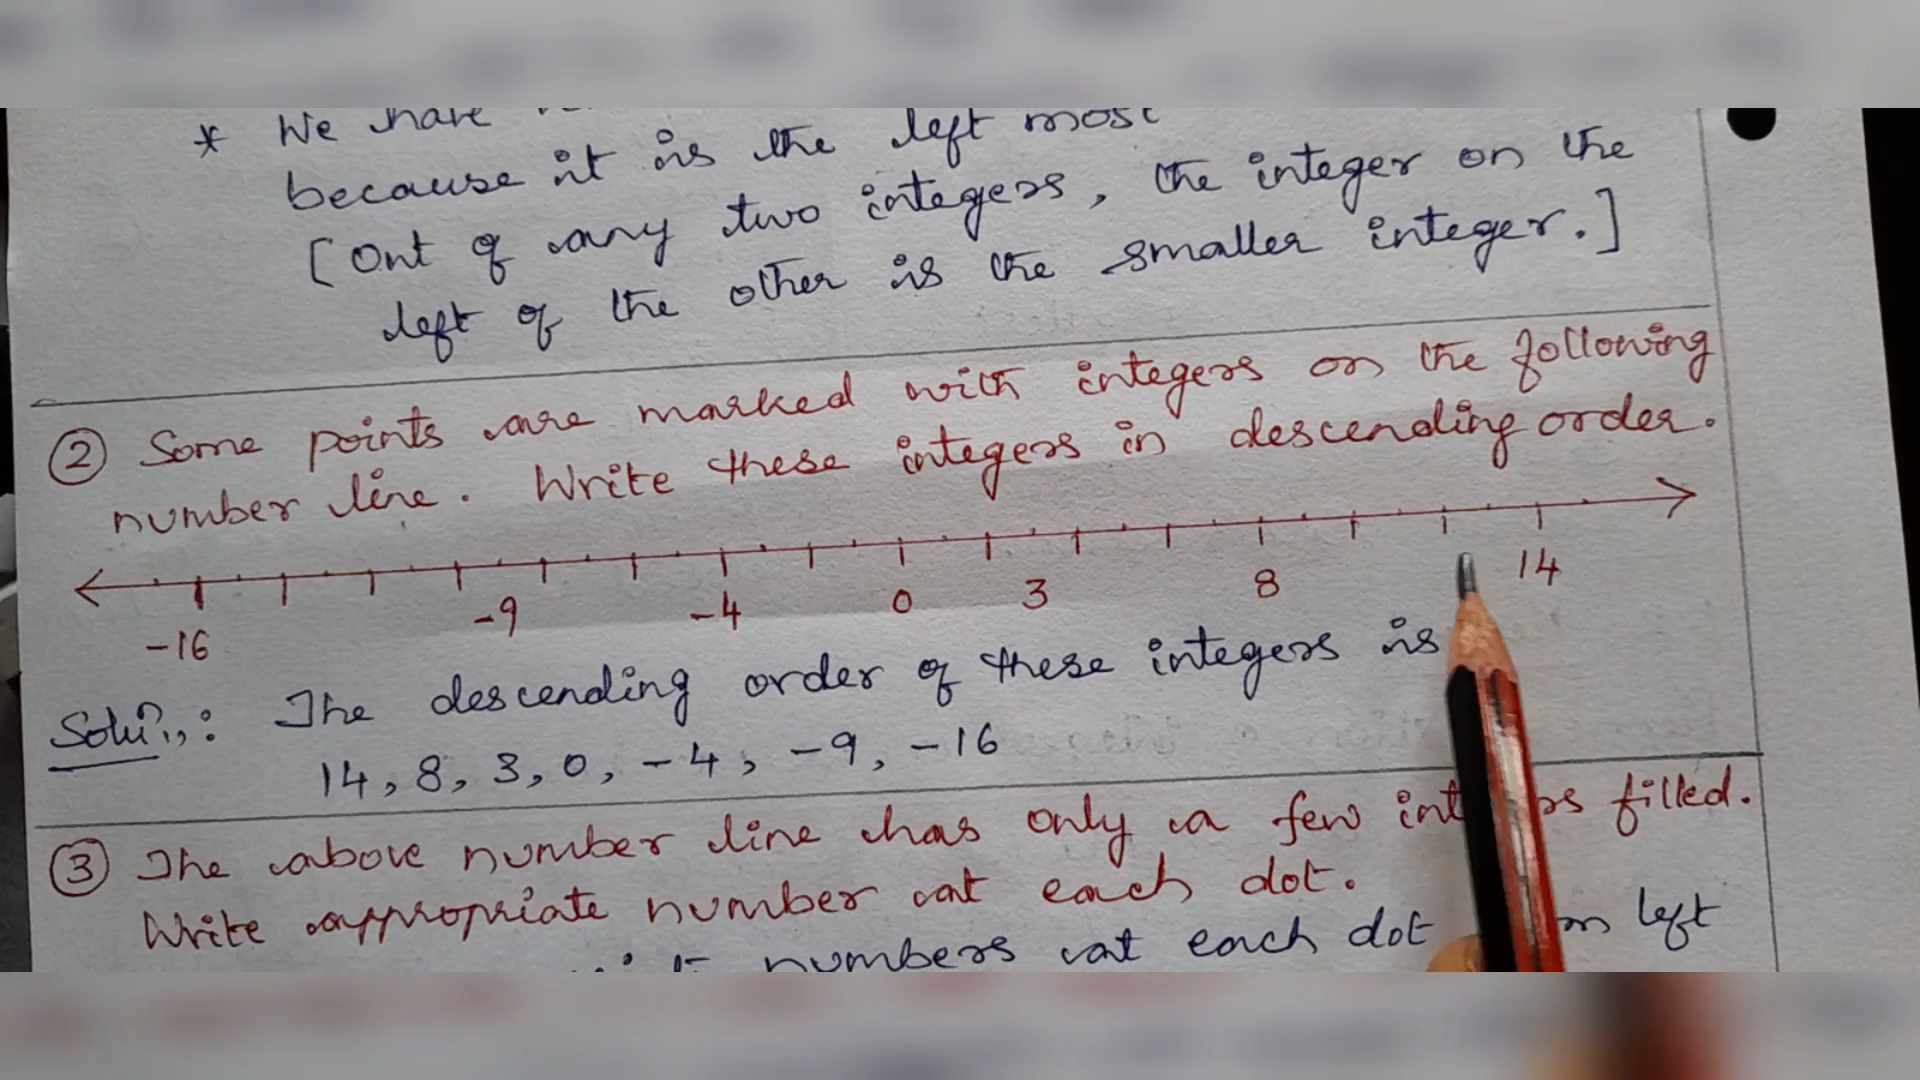 * We have
because it is the left most
[Ont of any two integers, the integer on the
left of the other is the smaller integer.]
② Some points are marked with integers on the following
number line. Write these integers in descending order.
-16 -9 -4 0 3 8 14
Solun.,: The descending order of these integers is
14, 8, 3, 0, -4, -9, -16
③ The above number line has only a few filled.
Write appropriate number at each dot.
numbers at each dot left